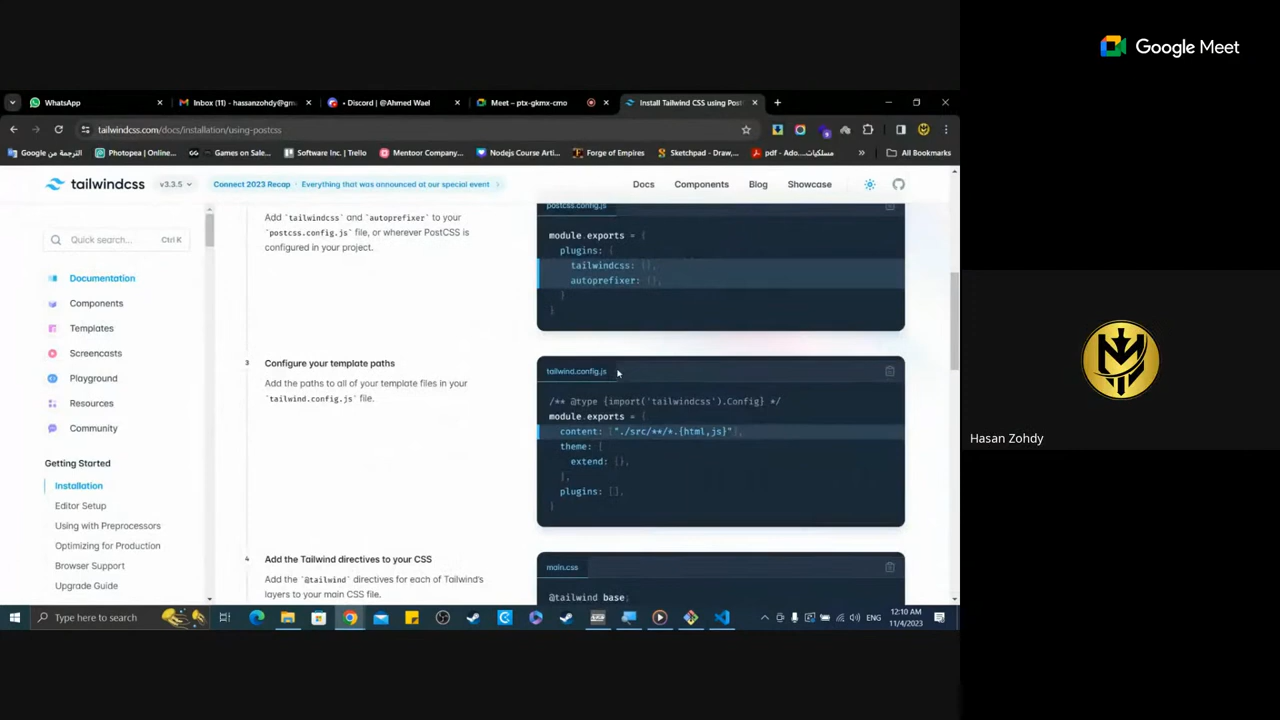 Google Meet
WhatsApp
Inbox (11) - hassanzohdy@gm
• Discord | @Ahmed Wael
Meet – ptx-gkmx-cmo
Install Tailwind CSS using Post
tailwindcss.com/docs/installation/using-postcss
الترجمة من Google
Photopea | Online...
Games on Sale...
Software Inc. | Trello
Mentoor Company...
Nodejs Course Arti...
Forge of Empires
Sketchpad - Draw,...
pdf - Ado... مسلكيات...
»
All Bookmarks
tailwindcss
v3.3.5
Connect 2023 Recap
Everything that was announced at our special event
Docs
Components
Blog
Showcase
Quick search...
Ctrl K
Documentation
Components
Templates
Screencasts
Playground
Resources
Community
Getting Started
Installation
Editor Setup
Using with Preprocessors
Optimizing for Production
Browser Support
Upgrade Guide
Add `tailwindcss` and `autoprefixer` to your
`postcss.config.js` file, or wherever PostCSS is
configured in your project.
postcss.config.js
module.exports = {
plugins: {
tailwindcss: {},
autoprefixer: {},
}
}
3
Configure your template paths
Add the paths to all of your template files in your
`tailwind.config.js` file.
tailwind.config.js
/** @type {import('tailwindcss').Config} */
module.exports = {
content: ["./src/**/*.{html,js}"],
theme: {
extend: {},
},
plugins: [],
}
4
Add the Tailwind directives to your CSS
Add the `@tailwind` directives for each of Tailwind's
layers to your main CSS file.
main.css
@tailwind base;
Type here to search
ENG
12:10 AM
11/4/2023
Hasan Zohdy